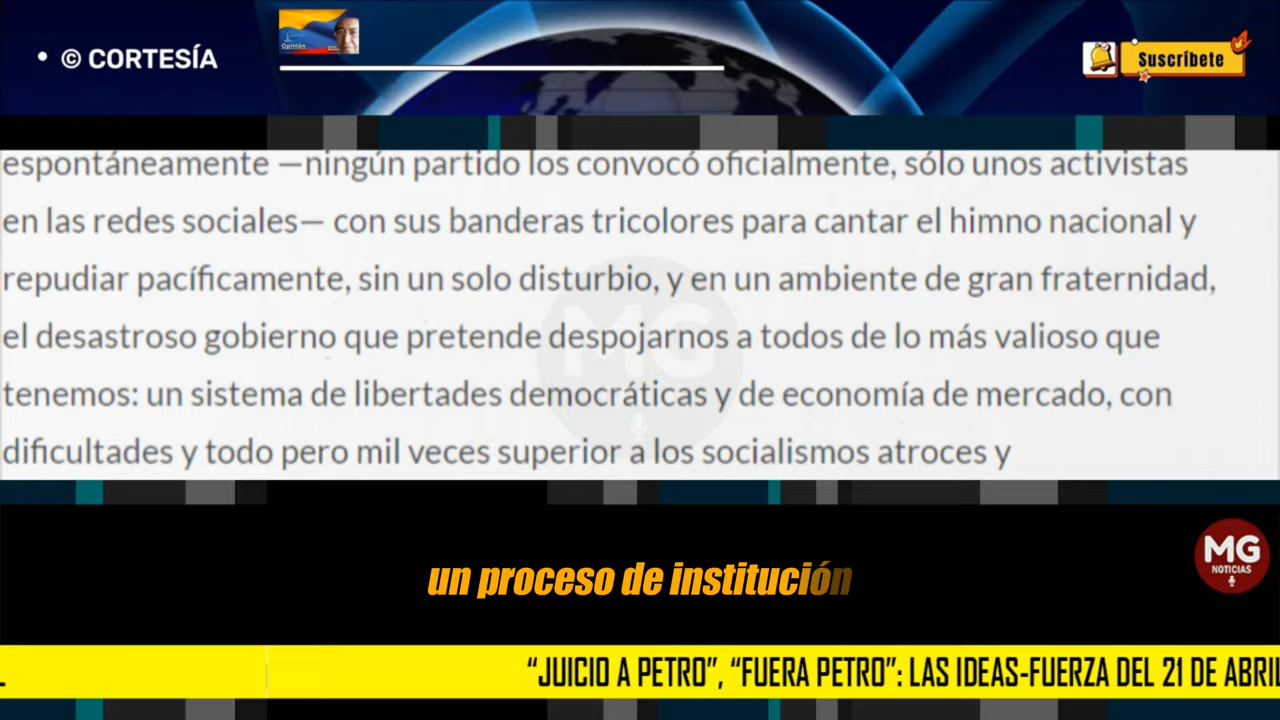 • © CORTESÍA
Opinión
Suscríbete
espontáneamente —ningún partido los convocó oficialmente, sólo unos activistas
en las redes sociales— con sus banderas tricolores para cantar el himno nacional y
repudiar pacíficamente, sin un solo disturbio, y en un ambiente de gran fraternidad,
el desastroso gobierno que pretende despojarnos a todos de lo más valioso que
tenemos: un sistema de libertades democráticas y de economía de mercado, con
dificultades y todo pero mil veces superior a los socialismos atroces y
MG
un proceso de institución
MG
NOTICIAS
“JUICIO A PETRO”, “FUERA PETRO”: LAS IDEAS-FUERZA DEL 21 DE ABRIL